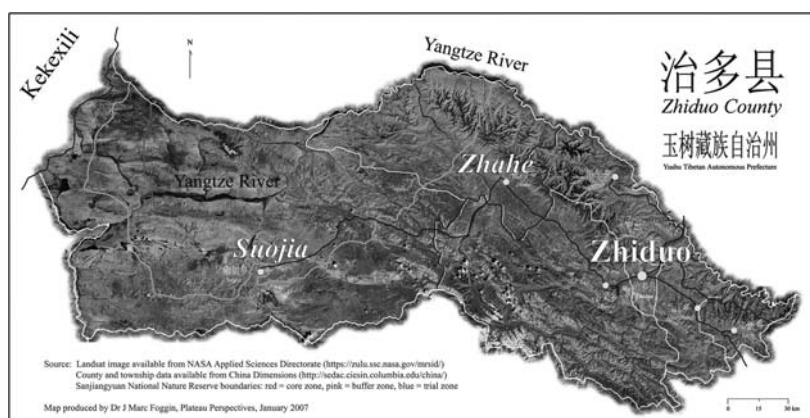 Kekexili
N
Yangtze River
治多县
Zhiduo County
玉树藏族自治州
Yushu Tibetan Autonomous Prefecture
Zhahe
Yangtze River
Suojia
Zhiduo
Source: Landsat image available from NASA Applied Sciences Directorate (https://zulu.ssc.nasa.gov/mrsid/)
County and township data available from China Dimensions (http://sedac.ciesin.columbia.edu/china/)
Sanjiangyuan National Nature Reserve boundaries: red = core zone, pink = buffer zone, blue = trial zone
Map produced by Dr J Marc Foggin, Plateau Perspectives, January 2007
0 15 30 km